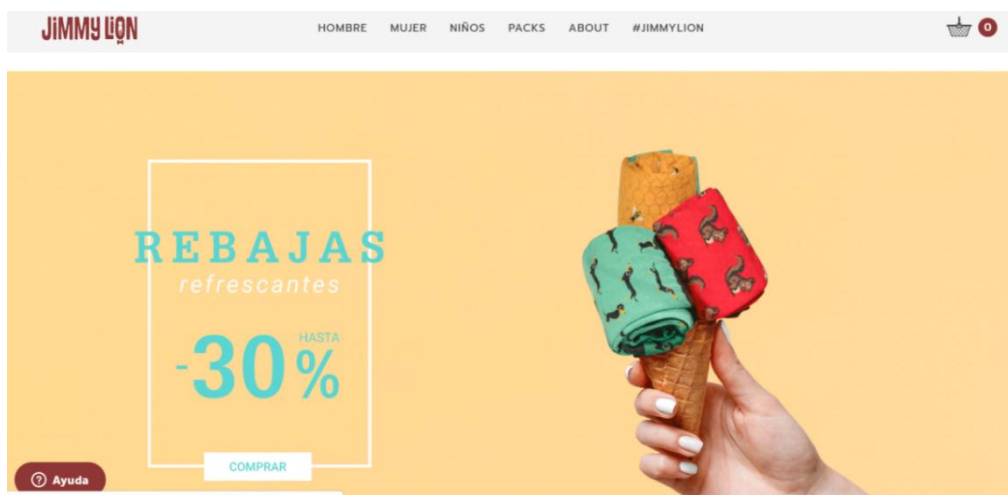 JiMMY LiON
HOMBRE MUJER NIÑOS PACKS ABOUT #JIMMYLION
0
REBAJAS
refrescantes
HASTA
-30%
COMPRAR
? Ayuda